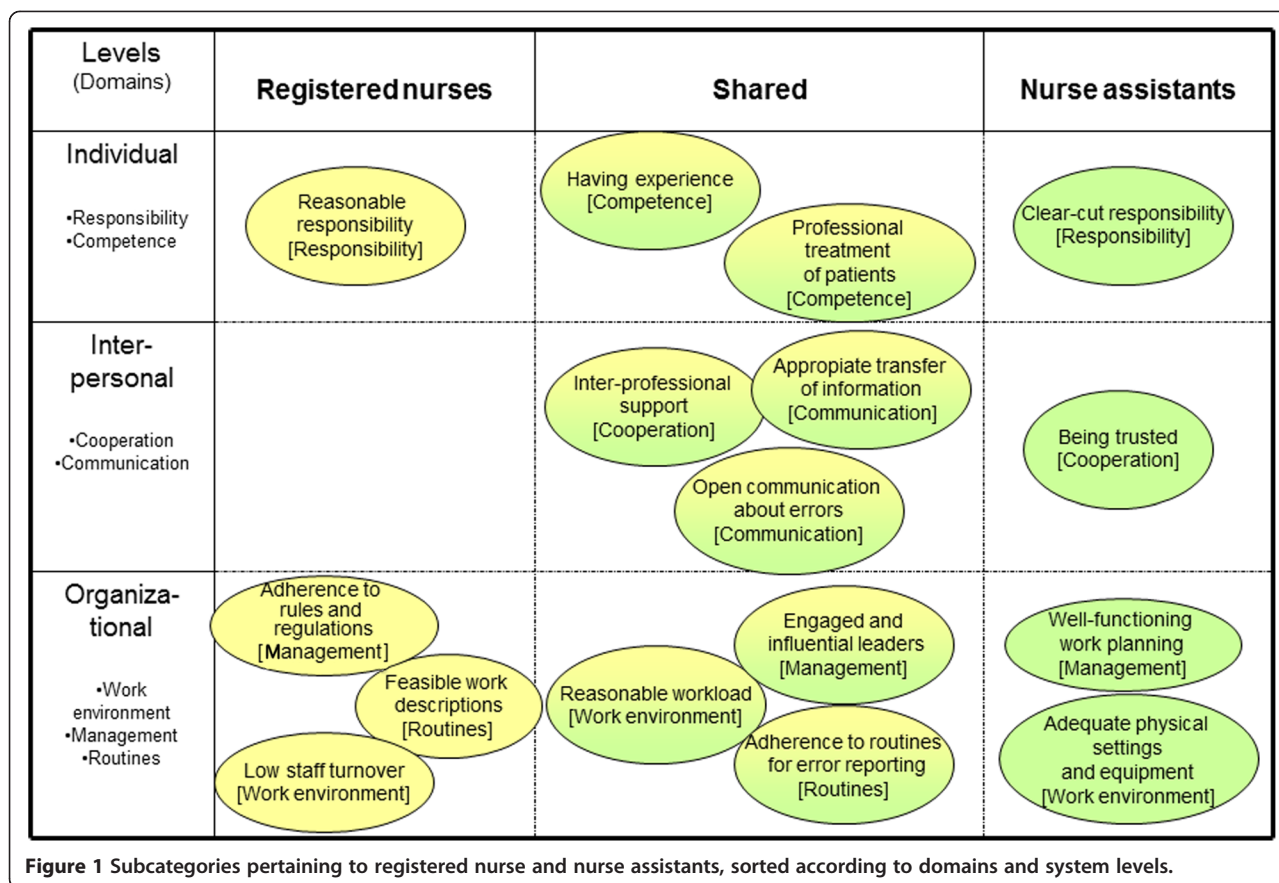 Levels
(Domains)
Registered nurses
Shared
Nurse assistants
Individual
•Responsibility
•Competence
Reasonable
responsibility
[Responsibility]
Having experience
[Competence]
Professional
treatment
of patients
[Competence]
Clear-cut responsibility
[Responsibility]
Inter-
personal
•Cooperation
•Communication
Inter-professional
support
[Cooperation]
Appropiate transfer
of information
[Communication]
Open communication
about errors
[Communication]
Being trusted
[Cooperation]
Organiza-
tional
•Work
environment
•Management
•Routines
Adherence to
rules and
regulations
[Management]
Feasible work
descriptions
[Routines]
Low staff turnover
[Work environment]
Engaged and
influential leaders
[Management]
Reasonable workload
[Work environment]
Adherence to routines
for error reporting
[Routines]
Well-functioning
work planning
[Management]
Adequate physical
settings
and equipment
[Work environment]
Figure 1 Subcategories pertaining to registered nurse and nurse assistants, sorted according to domains and system levels.